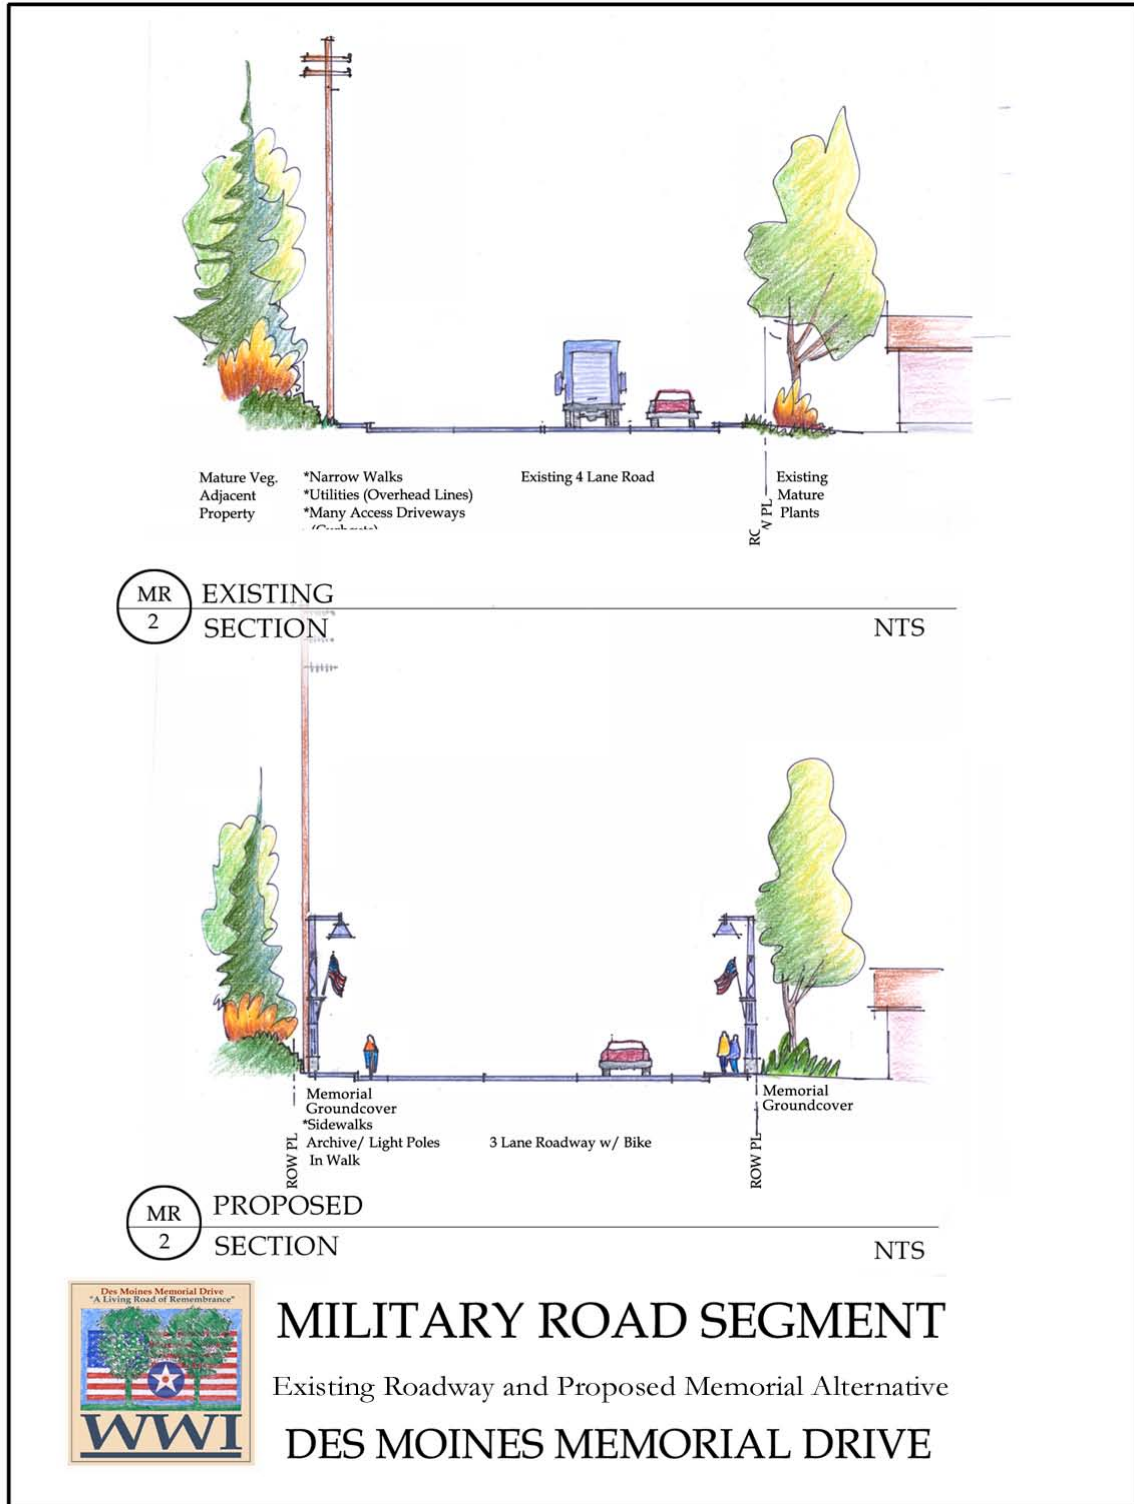 Mature Veg.
Adjacent
Property
*Narrow Walks
*Utilities (Overhead Lines)
*Many Access Driveways
Existing 4 Lane Road
Existing
Mature
Plants
MR
2
EXISTING
SECTION
NTS
Memorial
Groundcover
*Sidewalks
Archive/ Light Poles
In Walk
ROW PL
3 Lane Roadway w/ Bike
Memorial
Groundcover
ROW PL
MR
2
PROPOSED
SECTION
NTS
Des Moines Memorial Drive
"A Living Road of Remembrance"
WWI
MILITARY ROAD SEGMENT
Existing Roadway and Proposed Memorial Alternative
DES MOINES MEMORIAL DRIVE